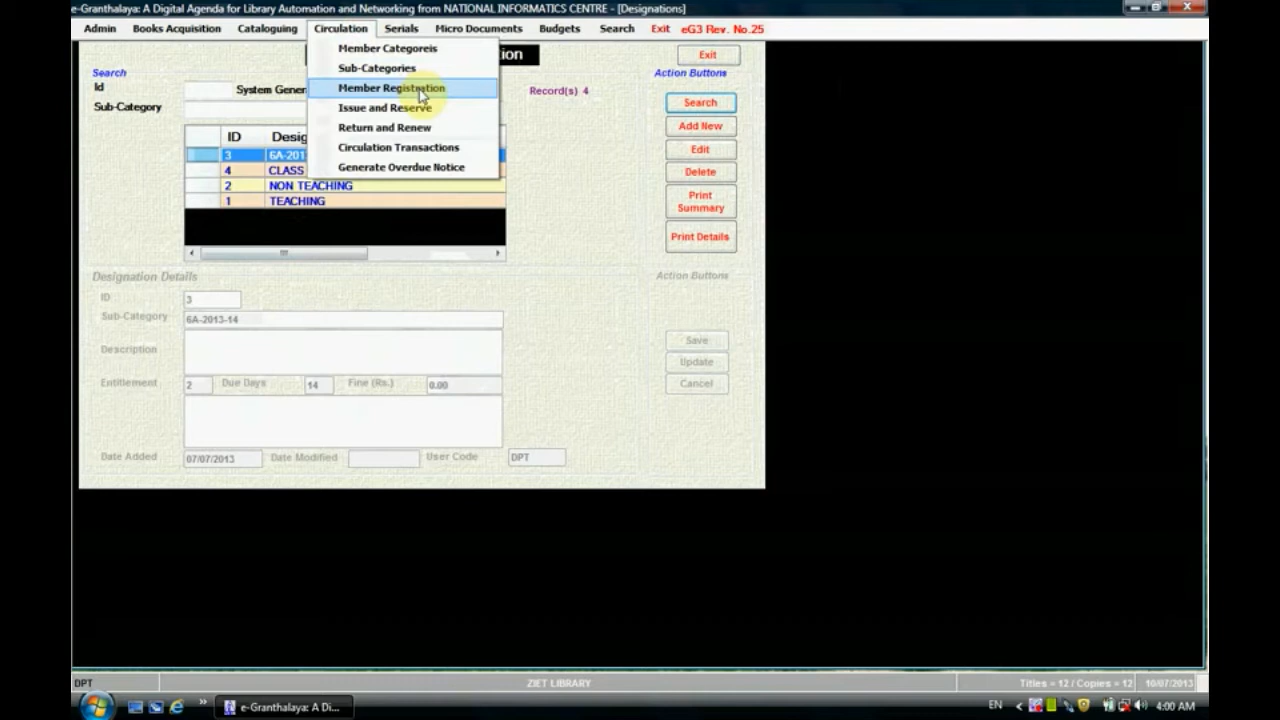 e-Granthalaya: A Digital Agenda for Library Automation and Networking from NATIONAL INFORMATICS CENTRE - [Designations]
Admin Books Acquisition Cataloguing Circulation Serials Micro Documents Budgets Search Exit eG3 Rev. No.25
Member Categoreis
Sub-Categories
Member Registration
Issue and Reserve
Return and Renew
Circulation Transactions
Generate Overdue Notice
ion
Exit
Search
Action Buttons
Id System Gener
Record(s) 4
Sub-Category
Search
Add New
Edit
Delete
Print Summary
Print Details
ID Desig
3 6A-201
4 CLASS
2 NON TEACHING
1 TEACHING
Designation Details
Action Buttons
ID 3
Sub-Category 6A-2013-14
Description
Entitlement 2 Due Days 14 Fine (Rs.) 0.00
Save
Update
Cancel
Date Added 07/07/2013 Date Modified User Code DPT
DPT ZIET LIBRARY Titles = 12 / Copies = 12 10/07/2013
e-Granthalaya: A Di... EN 4:00 AM